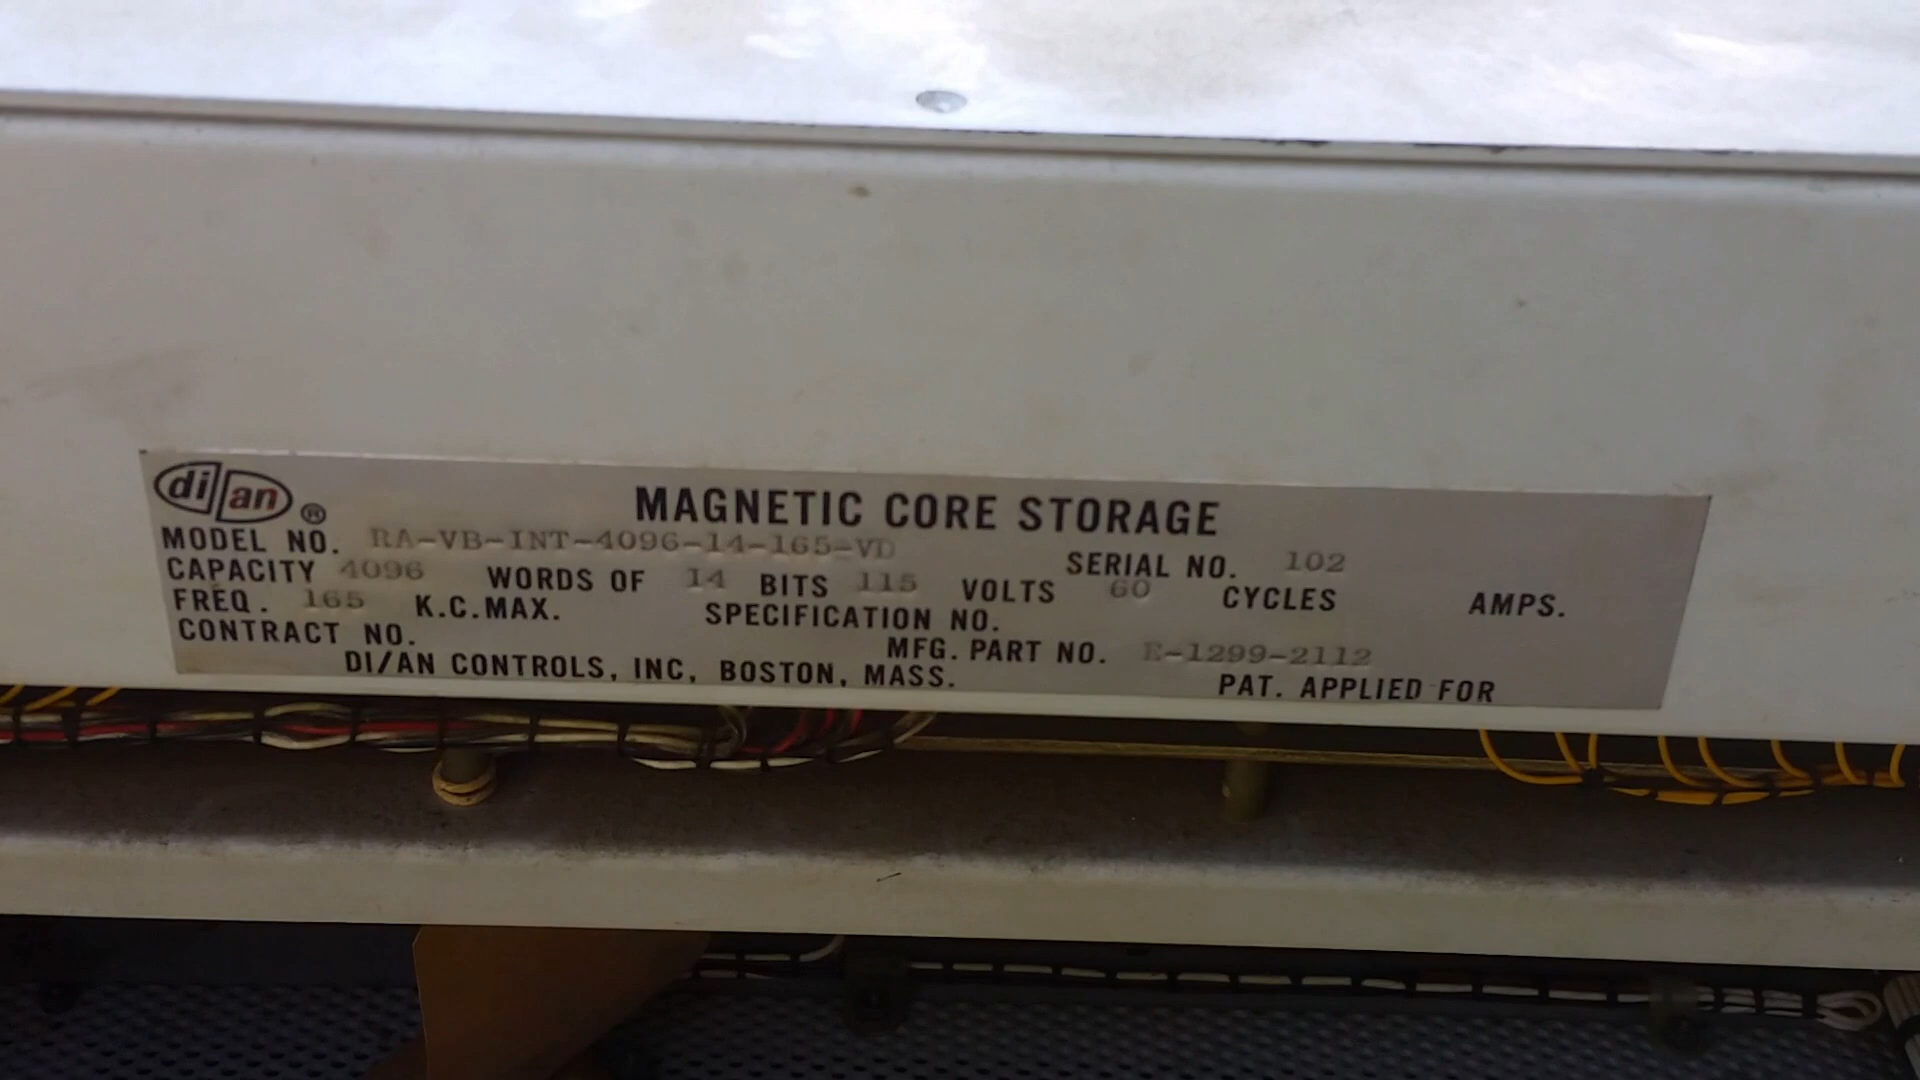 di/an ®
MAGNETIC CORE STORAGE
MODEL NO. RA-VB-INT-4096-14-165-VD SERIAL NO. 102
CAPACITY 4096 WORDS OF 14 BITS 115 VOLTS 60 CYCLES AMPS.
FREQ. 165 K.C.MAX. SPECIFICATION NO.
CONTRACT NO. MFG. PART NO. E-1299-2112
DI/AN CONTROLS, INC, BOSTON, MASS. PAT. APPLIED FOR